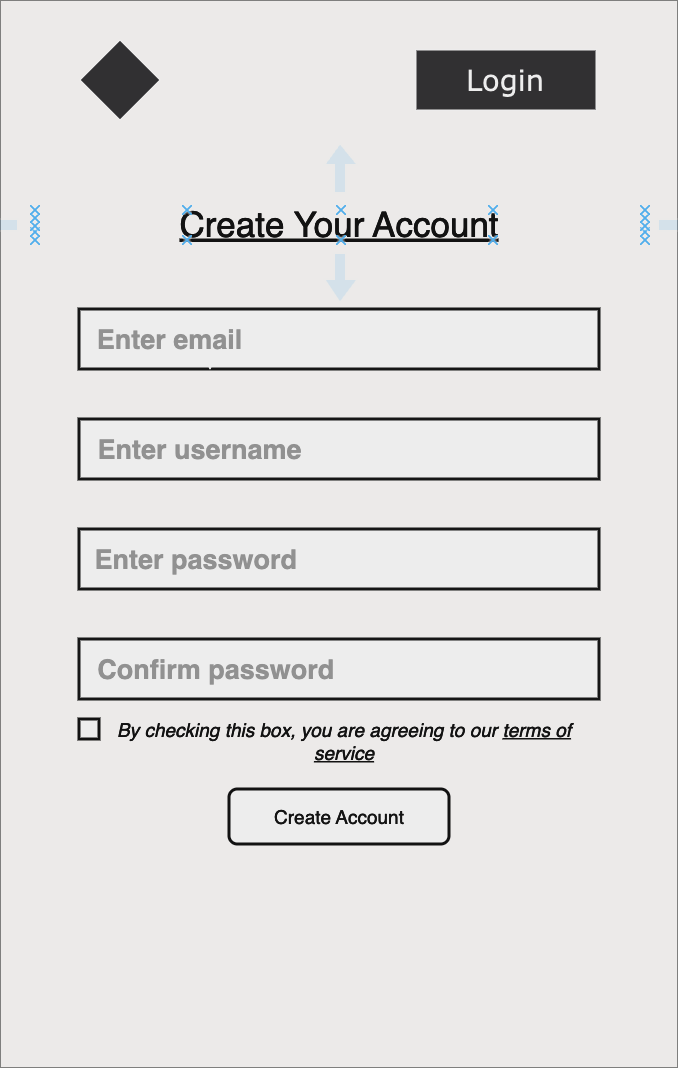 Login
Create Your Account
Enter email
Enter username
Enter password
Confirm password
By checking this box, you are agreeing to our terms of
service
Create Account